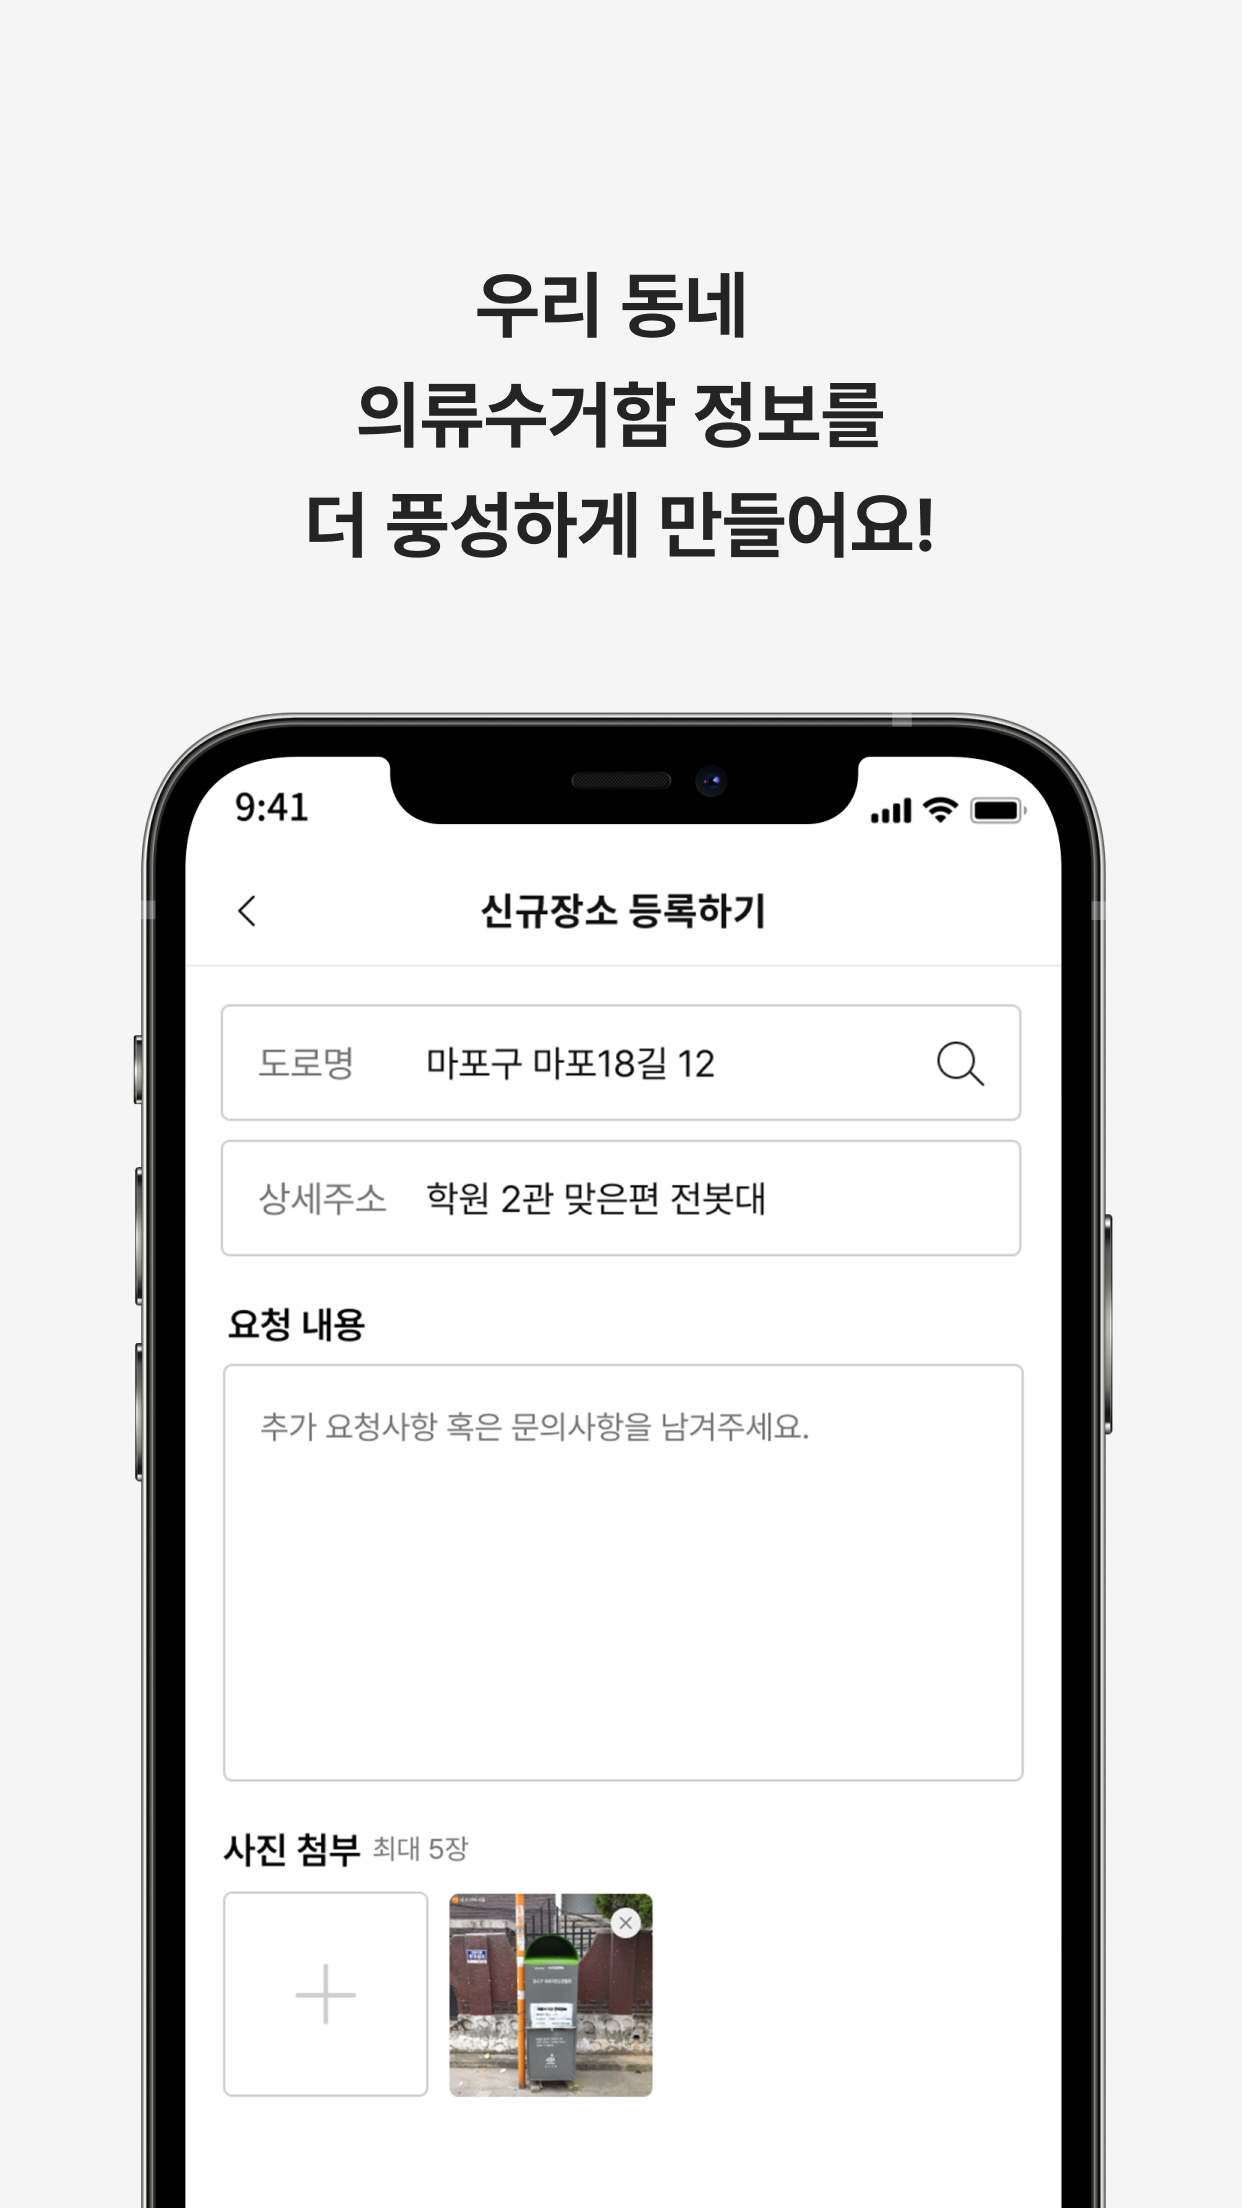 우리 동네
의류수거함 정보를
더 풍성하게 만들어요!
9:41
신규장소 등록하기
도로명 마포구 마포18길 12
상세주소 학원 2관 맞은편 전봇대
요청 내용
추가 요청사항 혹은 문의사항을 남겨주세요.
사진 첨부 최대 5장